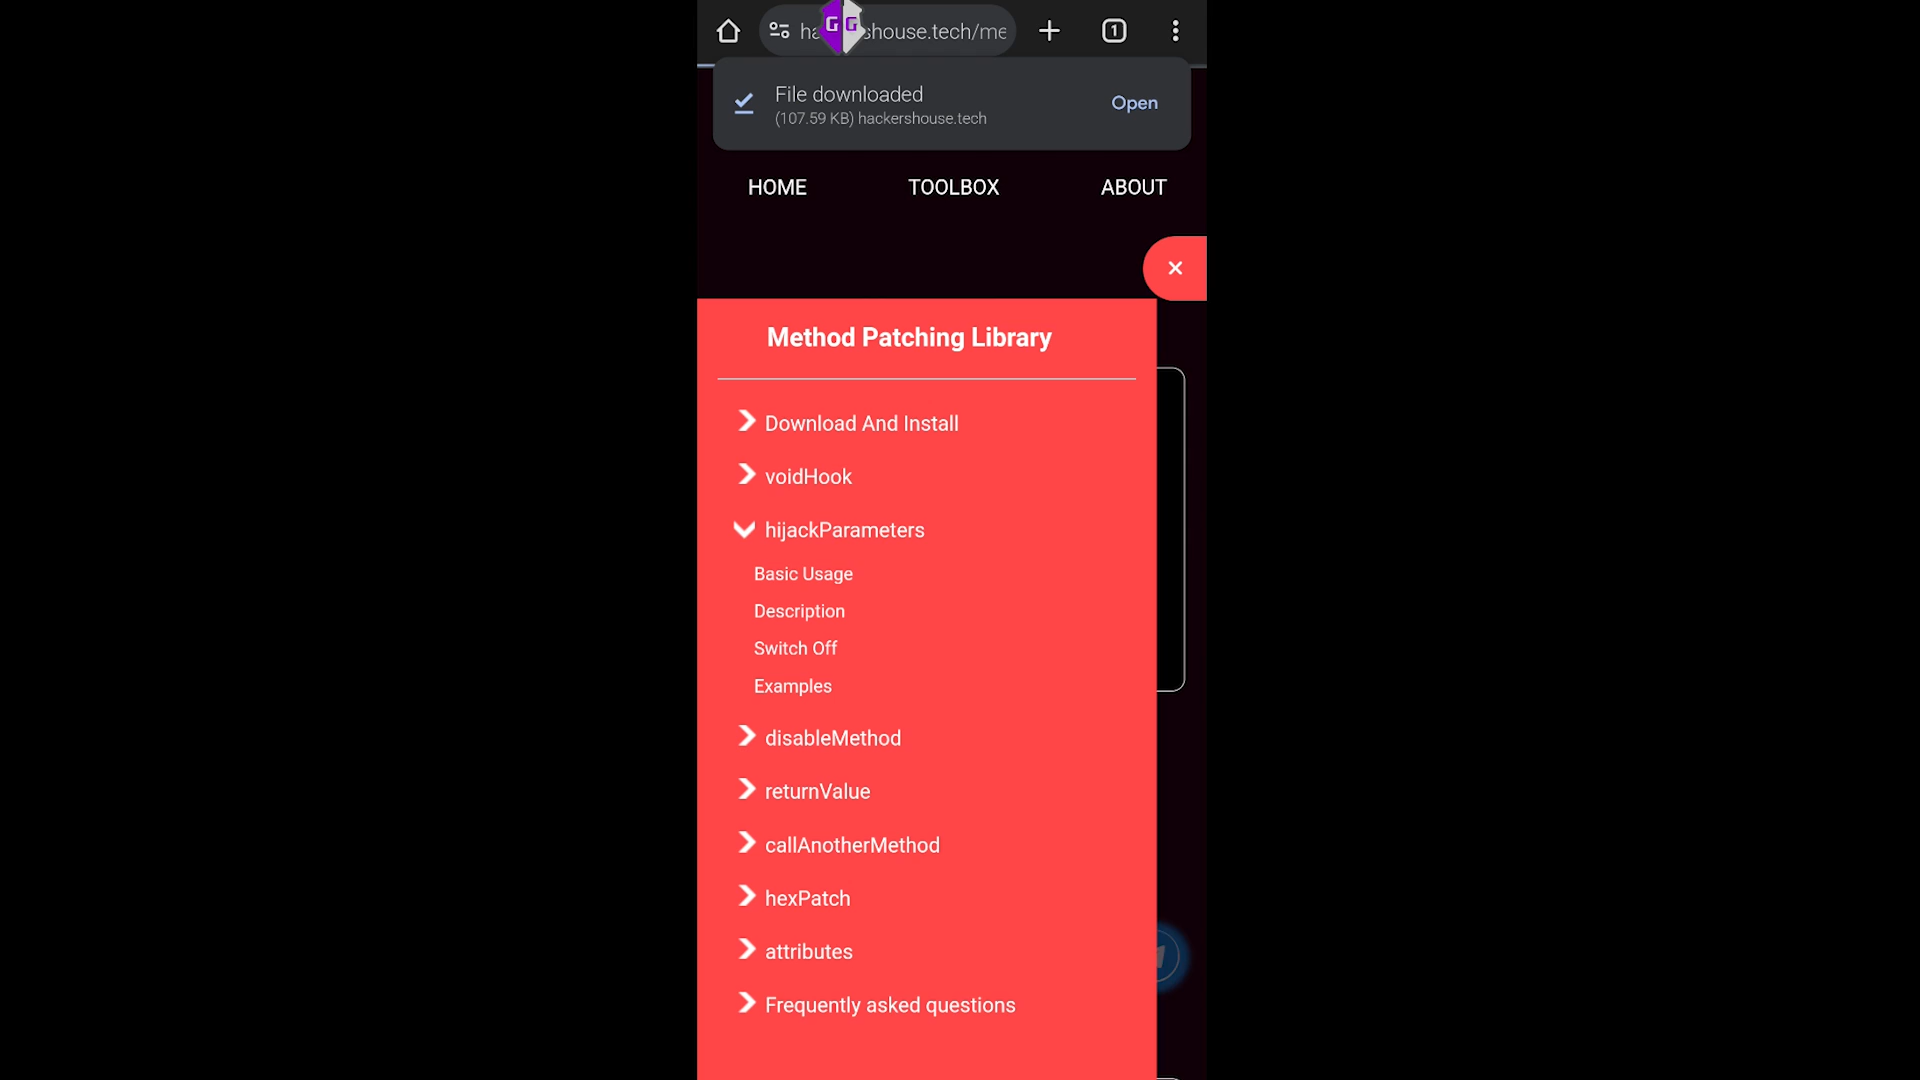 shouse.tech/me
1
File downloaded
(107.59 KB) hackershouse.tech
Open
HOME
TOOLBOX
ABOUT
Method Patching Library
Download And Install
voidHook
hijackParameters
Basic Usage
Description
Switch Off
Examples
disableMethod
returnValue
callAnotherMethod
hexPatch
attributes
Frequently asked questions